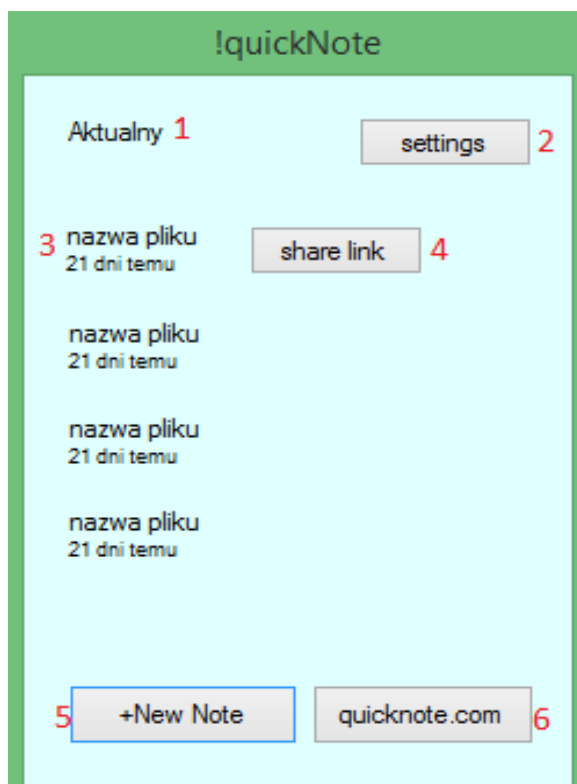 !quickNote
Aktualny 1
settings 2
3 nazwa pliku
21 dni temu
share link 4
nazwa pliku
21 dni temu
nazwa pliku
21 dni temu
nazwa pliku
21 dni temu
5 +New Note
quicknote.com 6